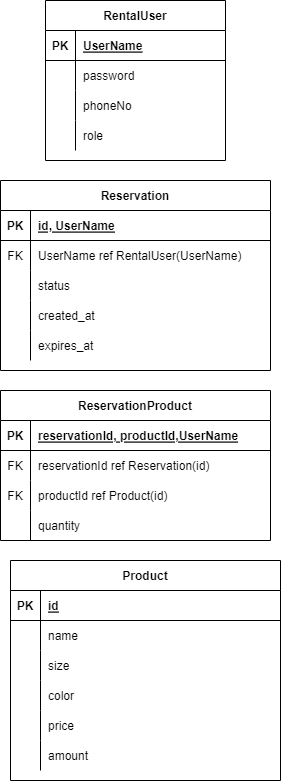 RentalUser
PK UserName
password
phoneNo
role
Reservation
PK id, UserName
FK UserName ref RentalUser(UserName)
status
created_at
expires_at
ReservationProduct
PK reservationId, productId,UserName
FK reservationId ref Reservation(id)
FK productId ref Product(id)
quantity
Product
PK id
name
size
color
price
amount